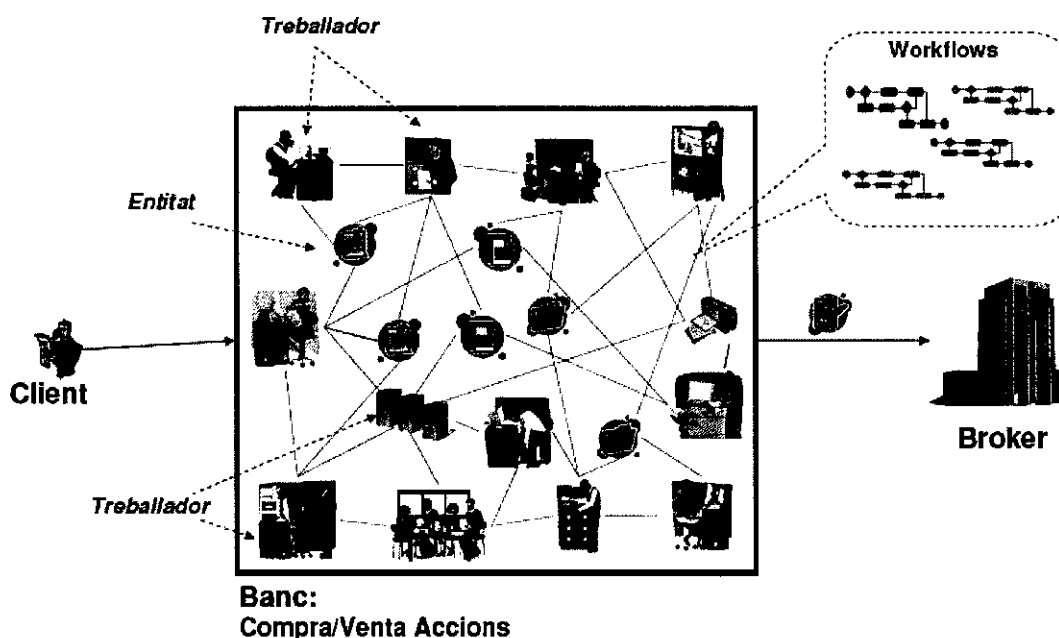 Treballador
Workflows
Entitat
Client
Broker
Treballador
Banc:
Compra/Venta Accions